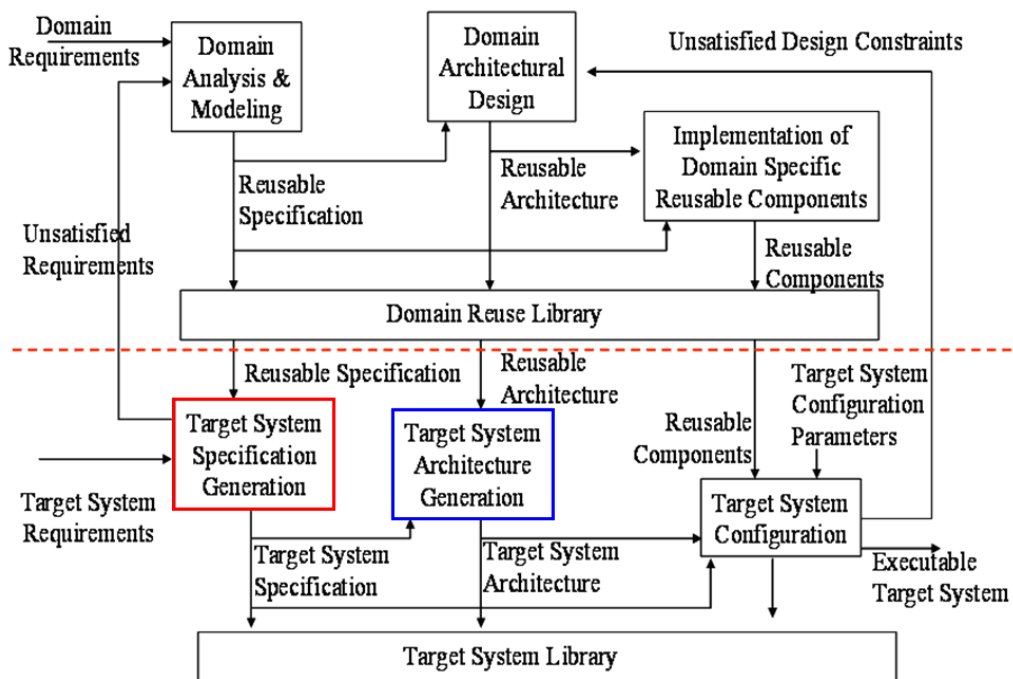 Domain
Requirements
Domain
Analysis &
Modeling
Domain
Architectural
Design
Unsatisfied Design Constraints
Implementation of
Domain Specific
Reusable Components
Reusable
Specification
Reusable
Architecture
Unsatisfied
Requirements
Reusable
Components
Domain Reuse Library
Reusable Specification
Reusable
Architecture
Target System
Configuration
Parameters
Reusable
Components
Target System
Specification
Generation
Target System
Architecture
Generation
Target System
Requirements
Target System
Configuration
Target System
Specification
Target System
Architecture
Executable
Target System
Target System Library